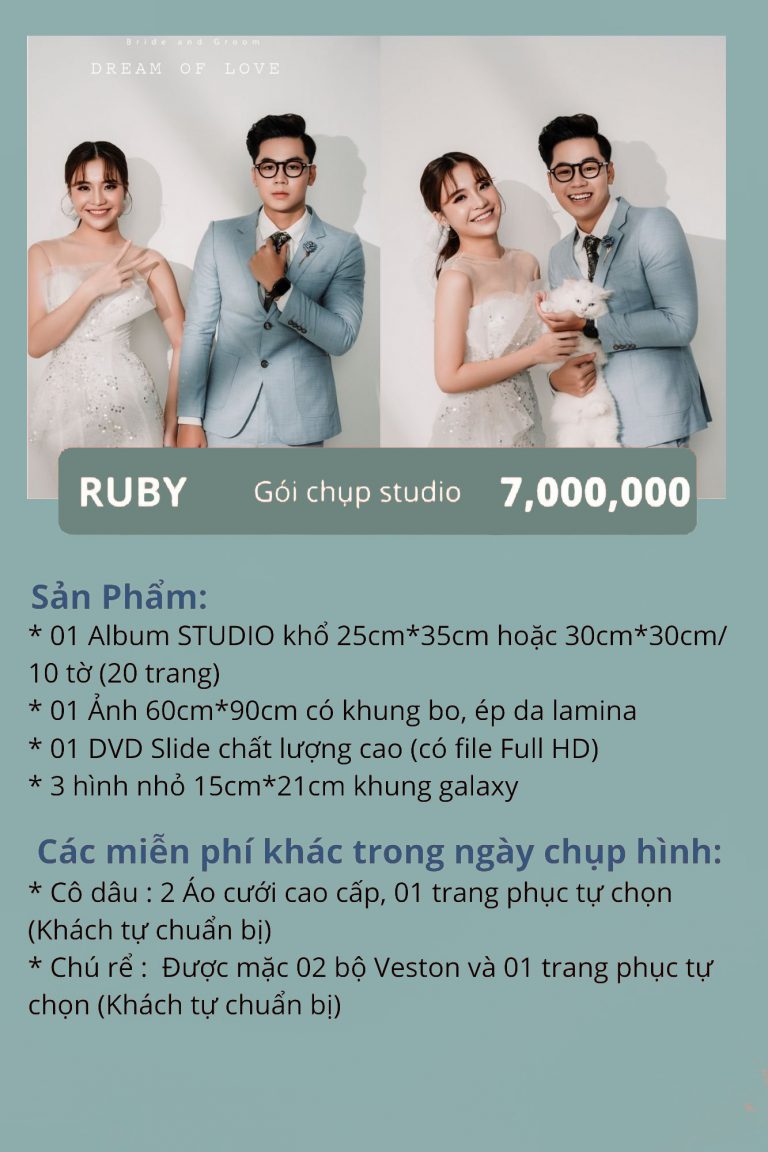 Bride and Groom
DREAM OF LOVE
RUBY Gói chụp studio 7,000,000
Sản Phẩm:
* 01 Album STUDIO khổ 25cm*35cm hoặc 30cm*30cm/
10 tờ (20 trang)
* 01 Ảnh 60cm*90cm có khung bo, ép da lamina
* 01 DVD Slide chất lượng cao (có file Full HD)
* 3 hình nhỏ 15cm*21cm khung galaxy
Các miễn phí khác trong ngày chụp hình:
* Cô dâu : 2 Áo cưới cao cấp, 01 trang phục tự chọn
(Khách tự chuẩn bị)
* Chú rể : Được mặc 02 bộ Veston và 01 trang phục tự
chọn (Khách tự chuẩn bị)